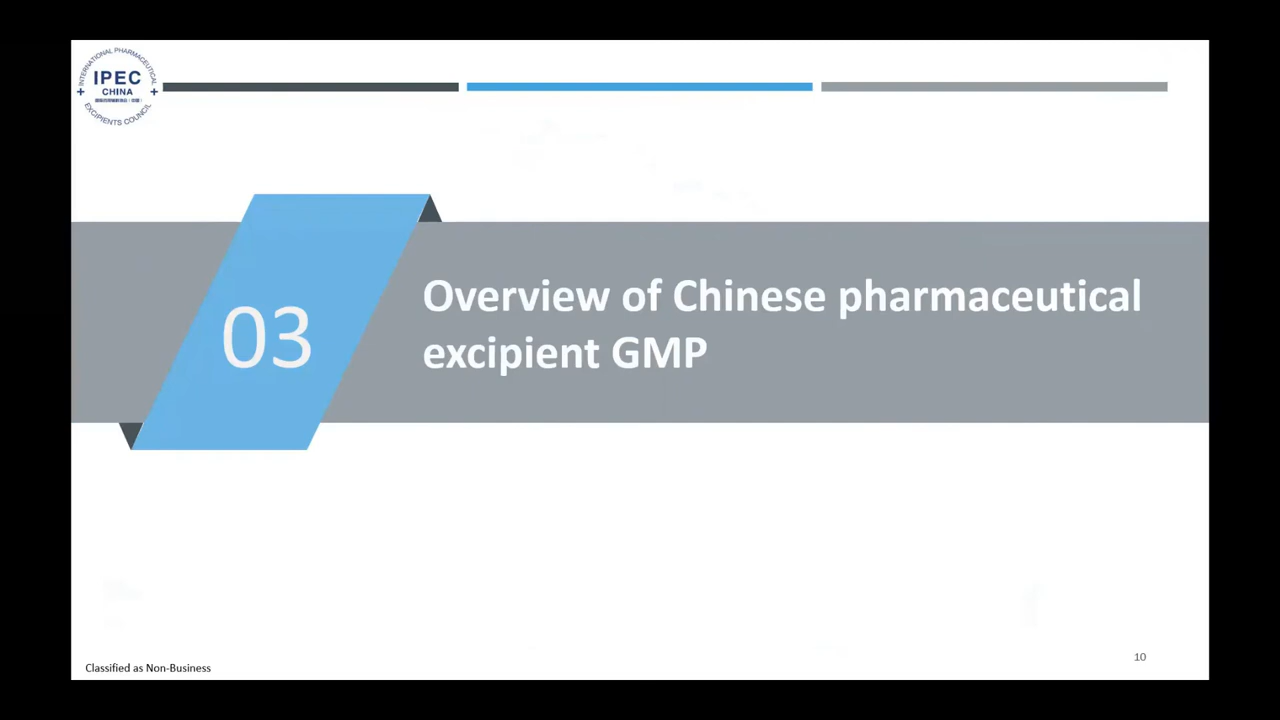 INTERNATIONAL PHARMACEUTICAL
IPEC
CHINA
EXCIPIENTS COUNCIL
03
Overview of Chinese pharmaceutical
excipient GMP
Classified as Non-Business
10